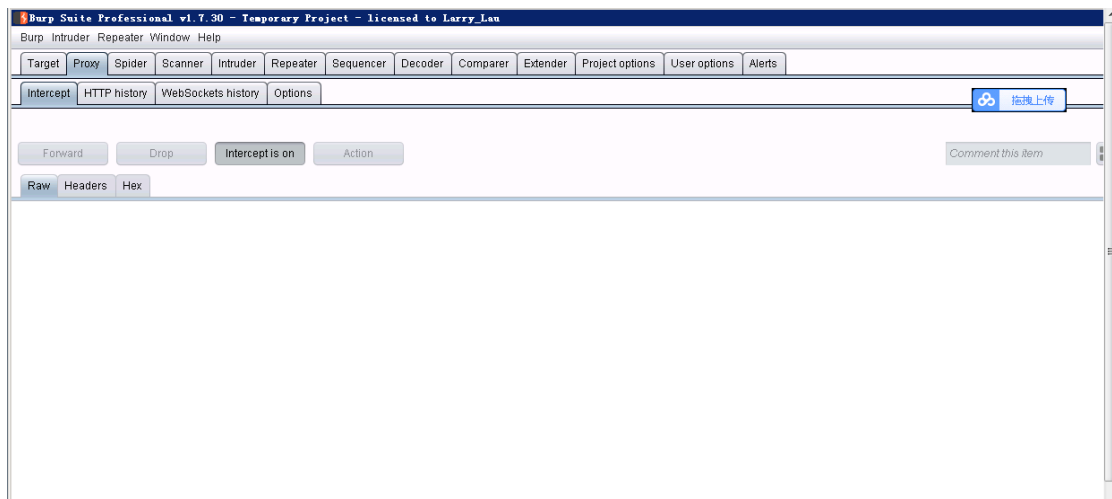 Burp Suite Professional v1.7.30 - Temporary Project - licensed to Larry_Lau
Burp Intruder Repeater Window Help
Target Proxy Spider Scanner Intruder Repeater Sequencer Decoder Comparer Extender Project options User options Alerts
Intercept HTTP history WebSockets history Options
拖拽上传
Forward Drop Intercept is on Action Comment this item
Raw Headers Hex